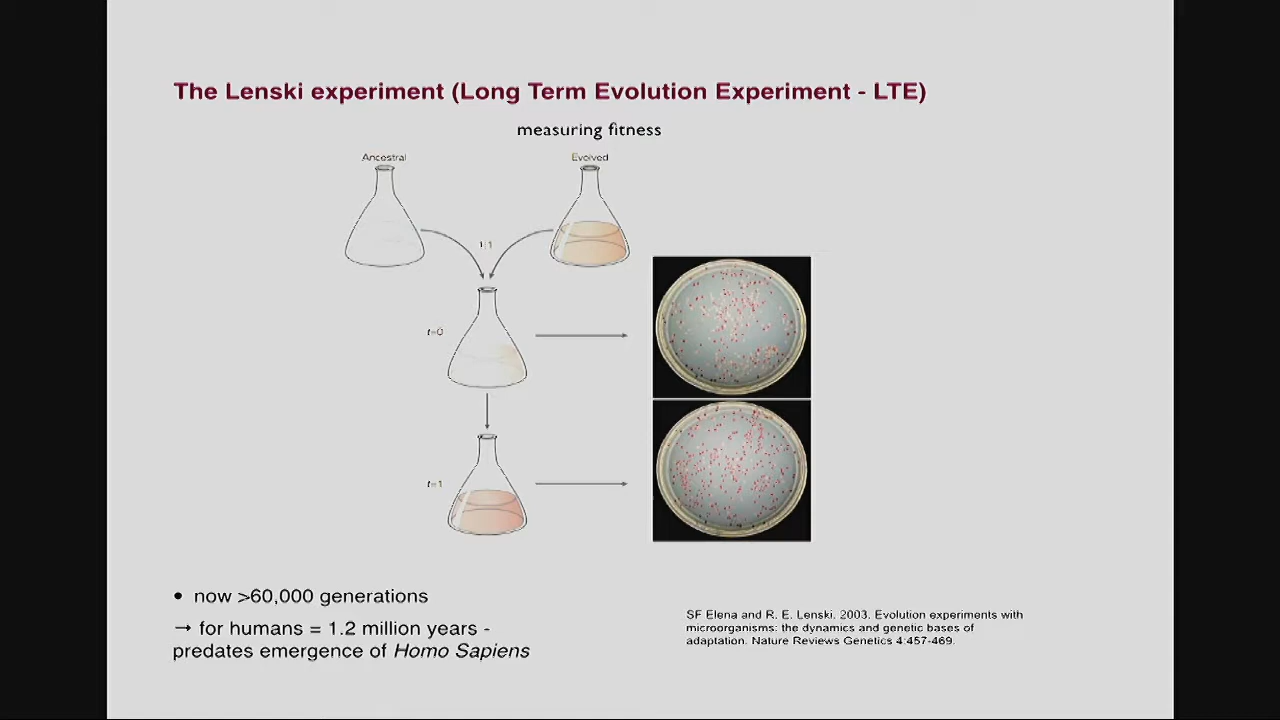 The Lenski experiment (Long Term Evolution Experiment - LTE)
measuring fitness
Ancestral
Evolved
1:1
t=0
t=1
• now >60,000 generations
→ for humans = 1.2 million years -
predates emergence of Homo Sapiens
SF Elena and R. E. Lenski. 2003. Evolution experiments with
microorganisms: the dynamics and genetic bases of
adaptation. Nature Reviews Genetics 4:457-469.